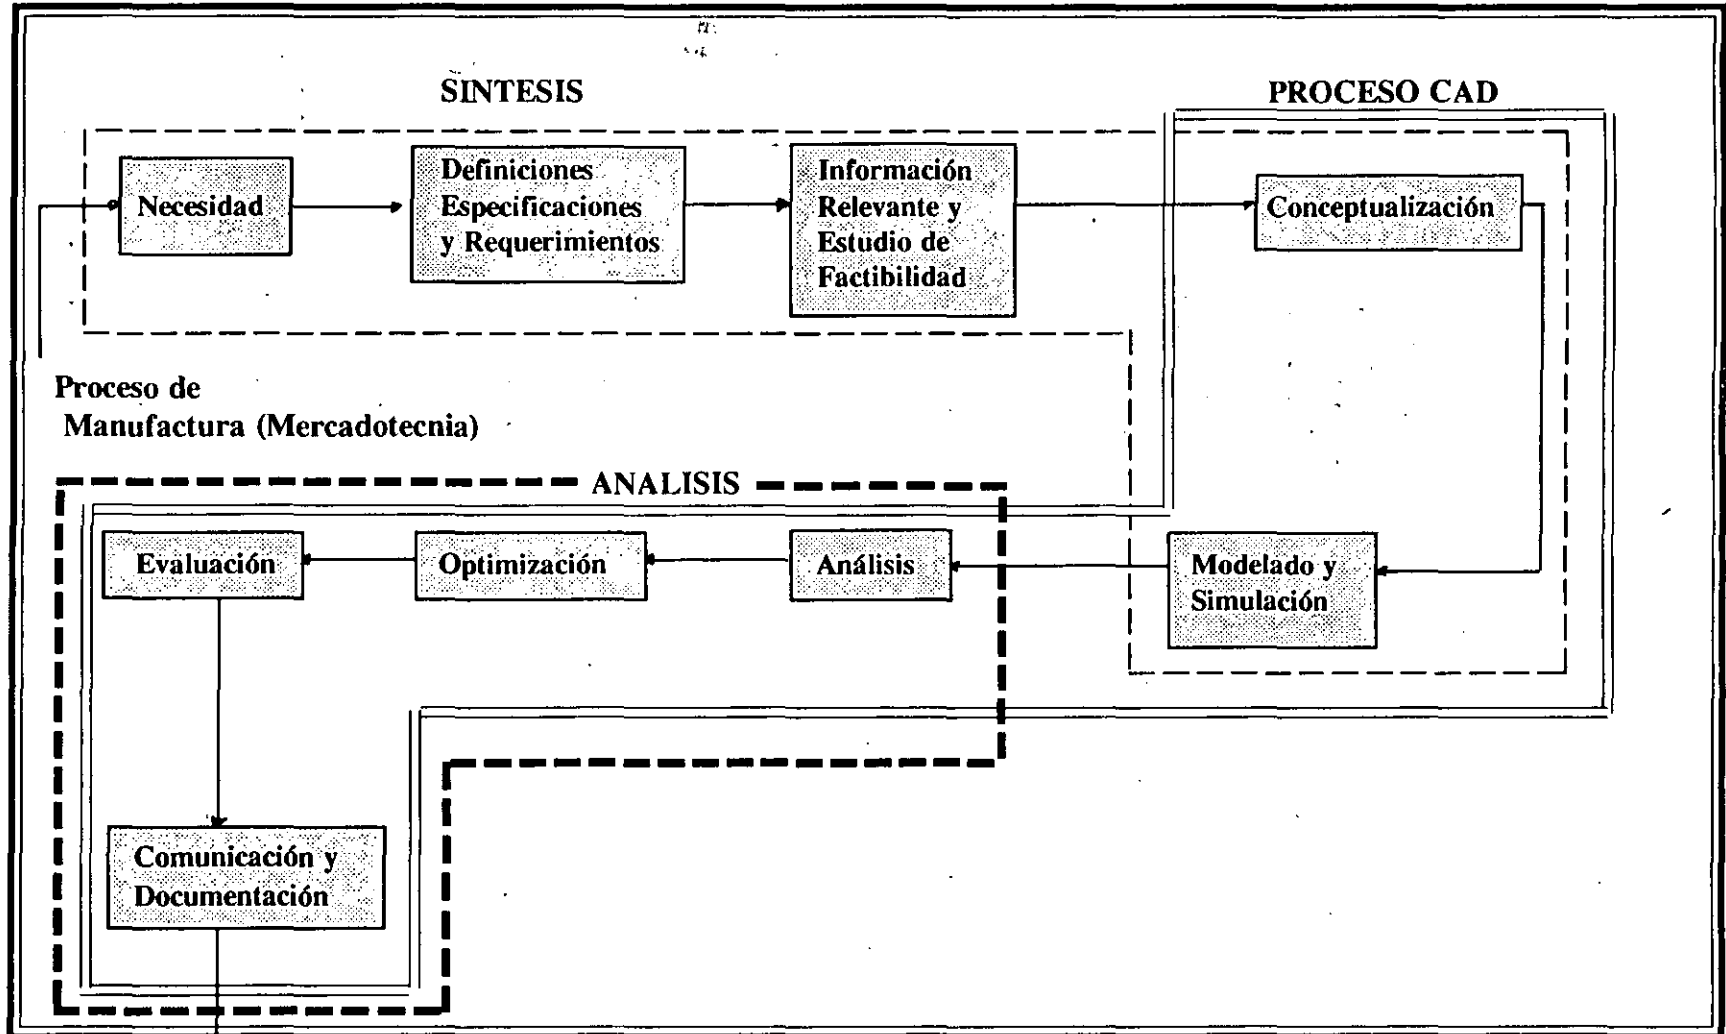 SINTESIS
PROCESO CAD
Necesidad
Definiciones
Especificaciones
y Requerimientos
Información
Relevante y
Estudio de
Factibilidad
Conceptualización
Proceso de
Manufactura (Mercadotecnia)
ANALISIS
Evaluación
Optimización
Análisis
Modelado y
Simulación
Comunicación y
Documentación